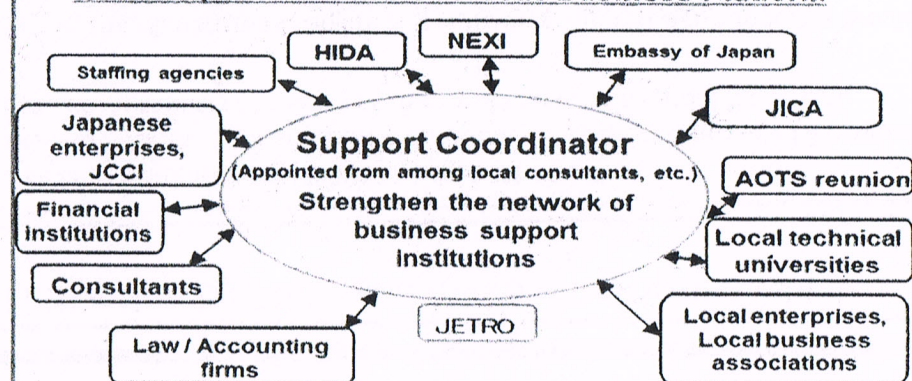 HIDA
NEXI
Embassy of Japan
Staffing agencies
JICA
Japanese
enterprises,
JCCI
Support Coordinator
(Appointed from among local consultants, etc.)
Strengthen the network of
business support
institutions
AOTS reunion
Financial
institutions
Local technical
universities
Consultants
JETRO
Local enterprises,
Local business
associations
Law / Accounting
firms